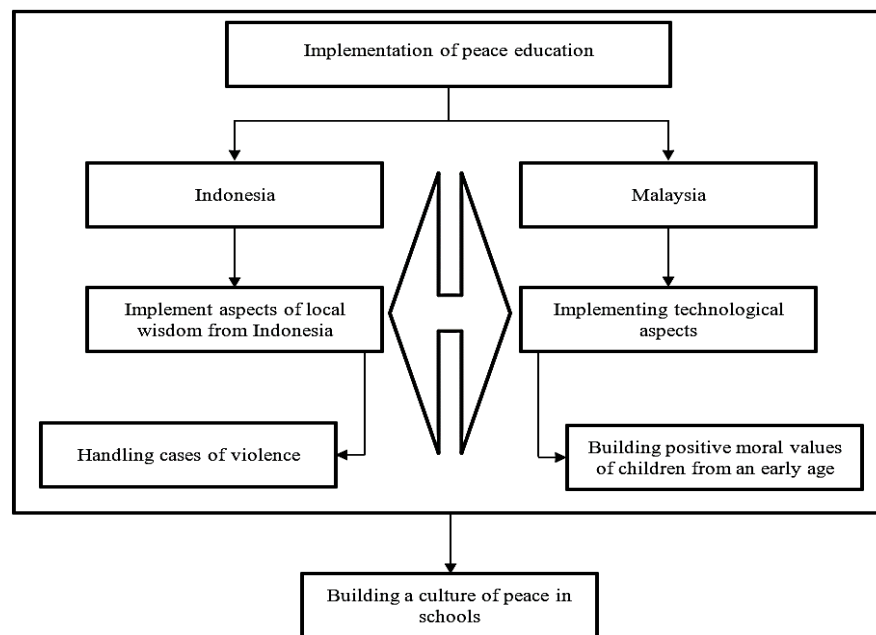 Implementation of peace education
Indonesia
Malaysia
Implement aspects of local
wisdom from Indonesia
Implementing technological
aspects
Handling cases of violence
Building positive moral values
of children from an early age
Building a culture of peace in
schools